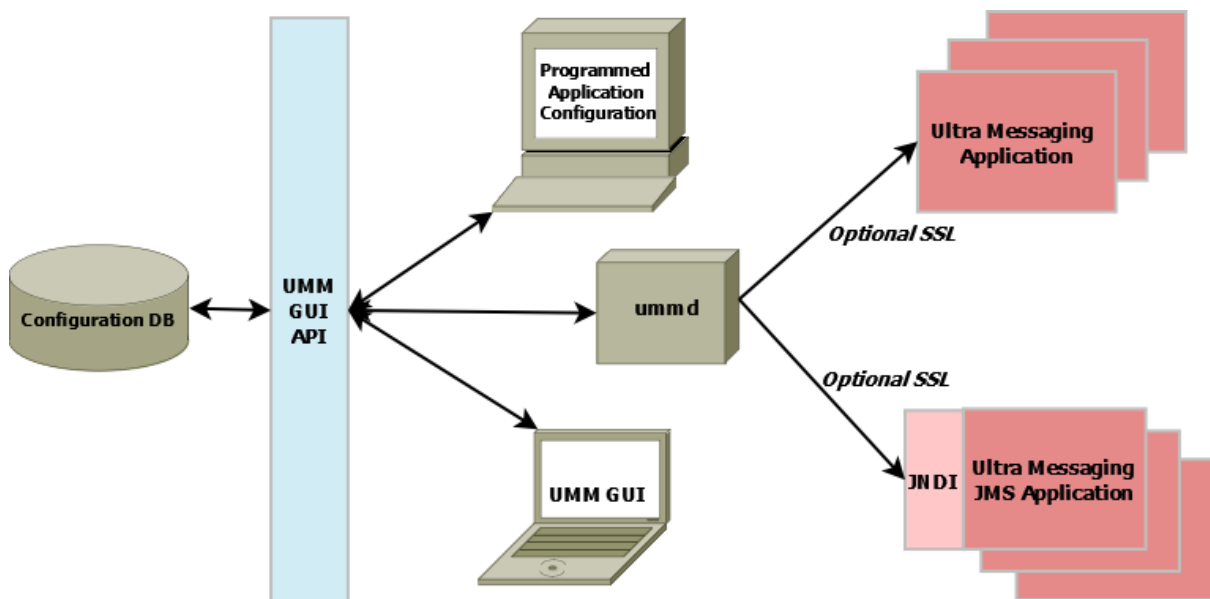 Programmed
Application
Configuration
Ultra Messaging
Application
Optional SSL
Configuration DB
UMM
GUI
API
ummd
Optional SSL
UMM GUI
JNDI
Ultra Messaging
JMS Application